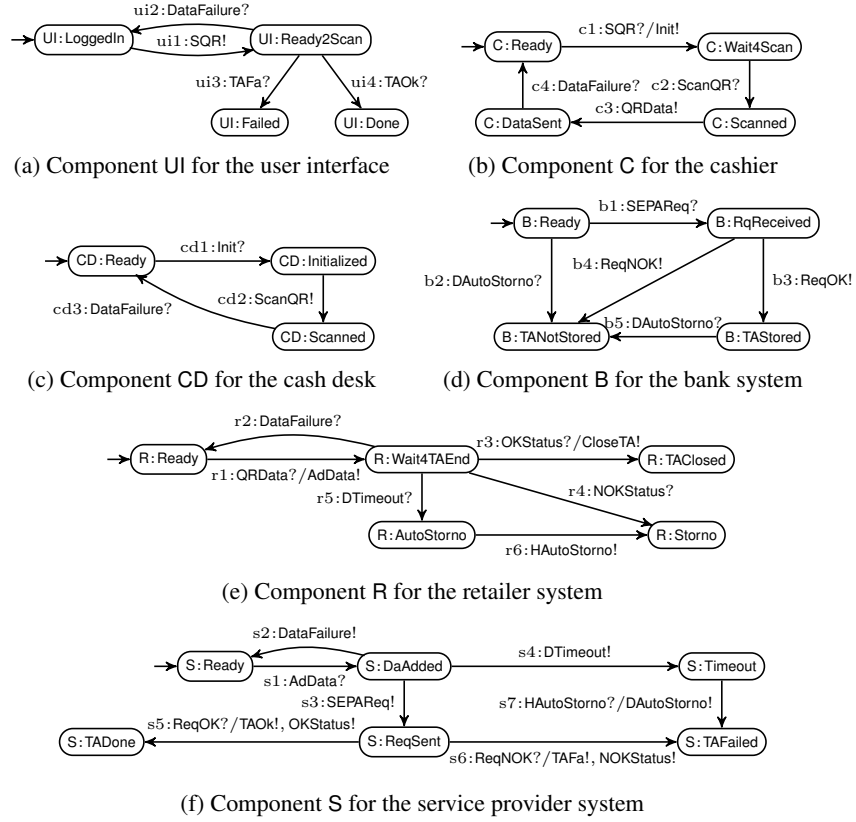 ui2:DataFailure?
UI:LoggedIn
ui1:SQR!
UI:Ready2Scan
ui3:TAFa?
ui4:TAOk?
UI:Failed
UI:Done
(a) Component UI for the user interface
c1:SQR?/Init!
C:Ready
C:Wait4Scan
c4:DataFailure?
c2:ScanQR?
c3:QRData!
C:DataSent
C:Scanned
(b) Component C for the cashier
cd1:Init?
CD:Ready
CD:Initialized
cd2:ScanQR!
cd3:DataFailure?
CD:Scanned
(c) Component CD for the cash desk
b1:SEPAReq?
B:Ready
B:RqReceived
b4:ReqNOK!
b2:DAutoStorno?
b3:ReqOK!
b5:DAutoStorno?
B:TANotStored
B:TAStored
(d) Component B for the bank system
r2:DataFailure?
r3:OKStatus?/CloseTA!
R:Ready
R:Wait4TAEnd
R:TAClosed
r1:QRData?/AdData!
r5:DTimeout?
r4:NOKStatus?
R:AutoStorno
R:Storno
r6:HAutoStorno!
(e) Component R for the retailer system
s2:DataFailure!
s4:DTimeout!
S:Ready
S:DaAdded
S:Timeout
s1:AdData?
s3:SEPAReq!
s7:HAutoStorno?/DAutoStorno!
s5:ReqOK?/TAOk!, OKStatus!
S:TADone
S:ReqSent
S:TAFailed
s6:ReqNOK?/TAFa!, NOKStatus!
(f) Component S for the service provider system